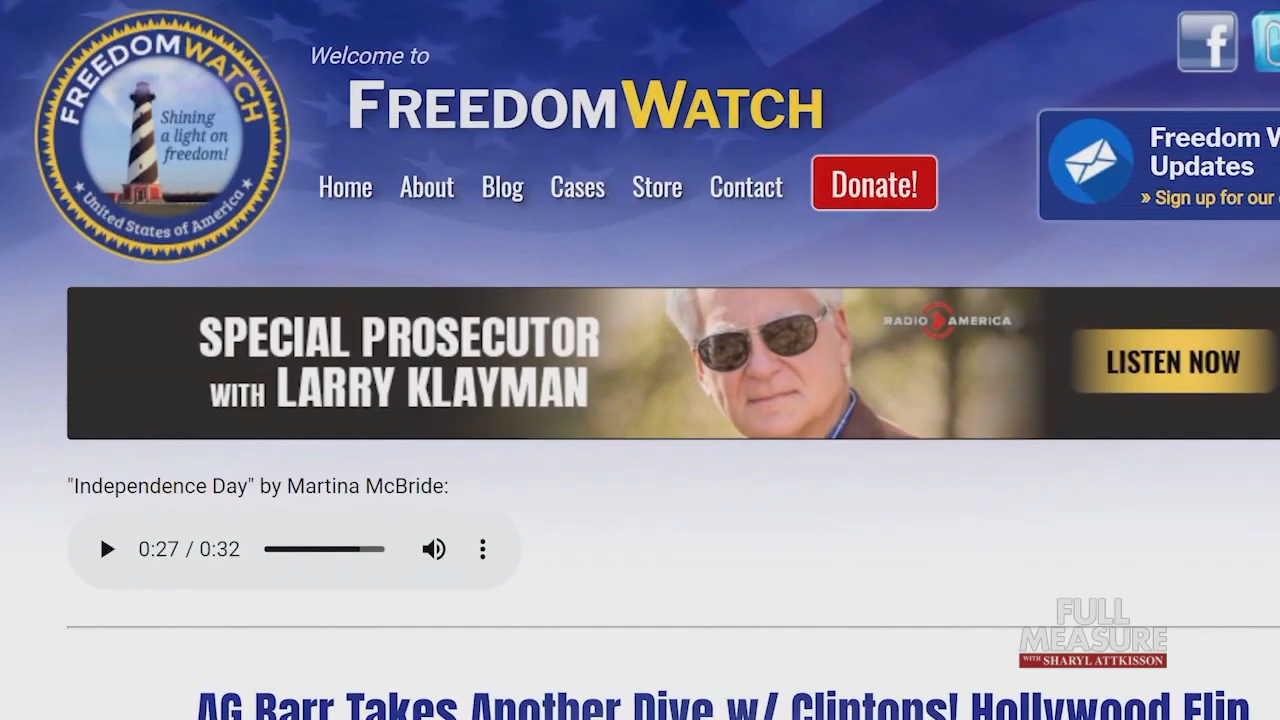 FREEDOMWATCH
Shining
a light on
freedom!
United States of America
Welcome to
FREEDOMWATCH
Home About Blog Cases Store Contact Donate!
f
Freedom W
Updates
» Sign up for our
SPECIAL PROSECUTOR
WITH LARRY KLAYMAN
RADIO AMERICA
LISTEN NOW
"Independence Day" by Martina McBride:
0:27 / 0:32
FULL
MEASURE
WITH SHARYL ATTKISSON
AG Barr Takes Another Dive w/ Clintons! Hollywood Flip